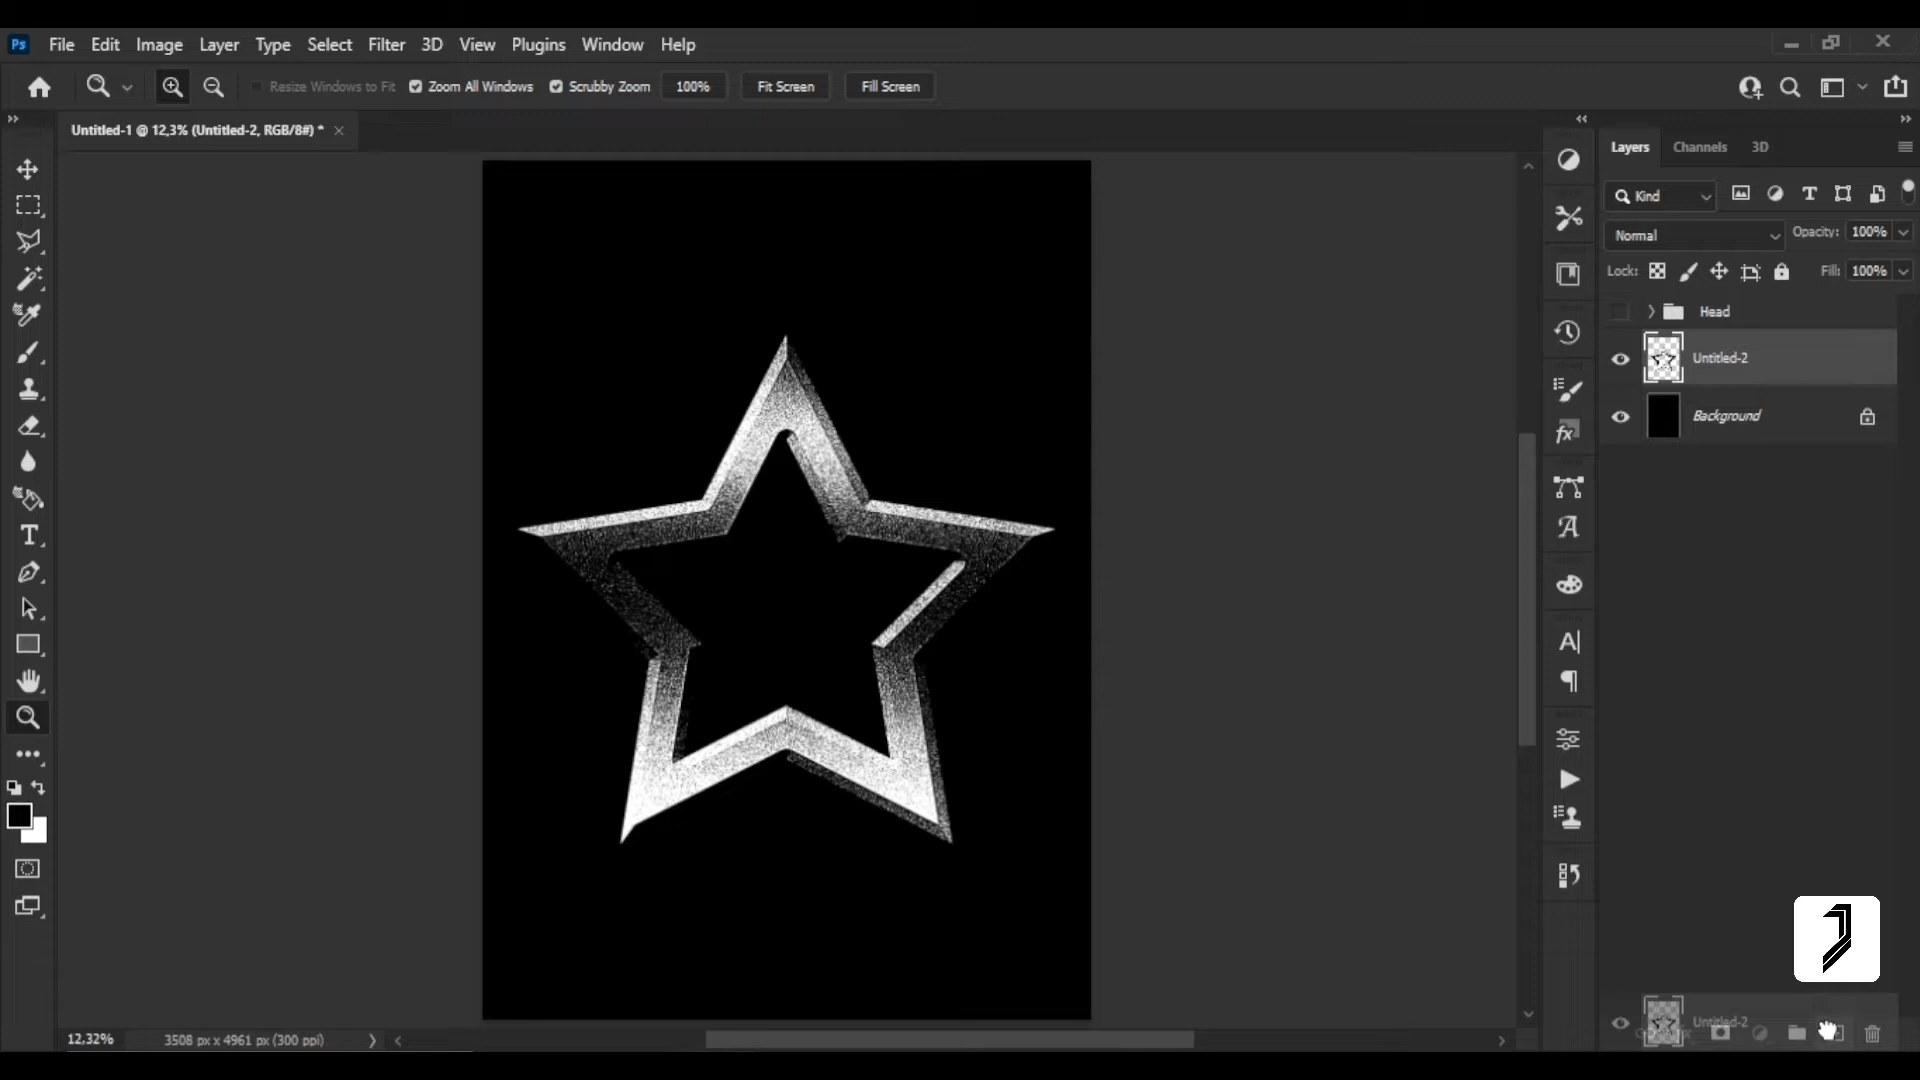 Ps File Edit Image Layer Type Select Filter 3D View Plugins Window Help
Resize Windows to Fit Zoom All Windows Scrubby Zoom 100% Fit Screen Fill Screen
Untitled-1 @ 12,3% (Untitled-2, RGB/8#) *
Layers Channels 3D
Kind
Normal Opacity: 100%
Lock: Fill: 100%
Head
Untitled-2
Background
Untitled-2
12,32% 3508 px x 4961 px (300 ppi)